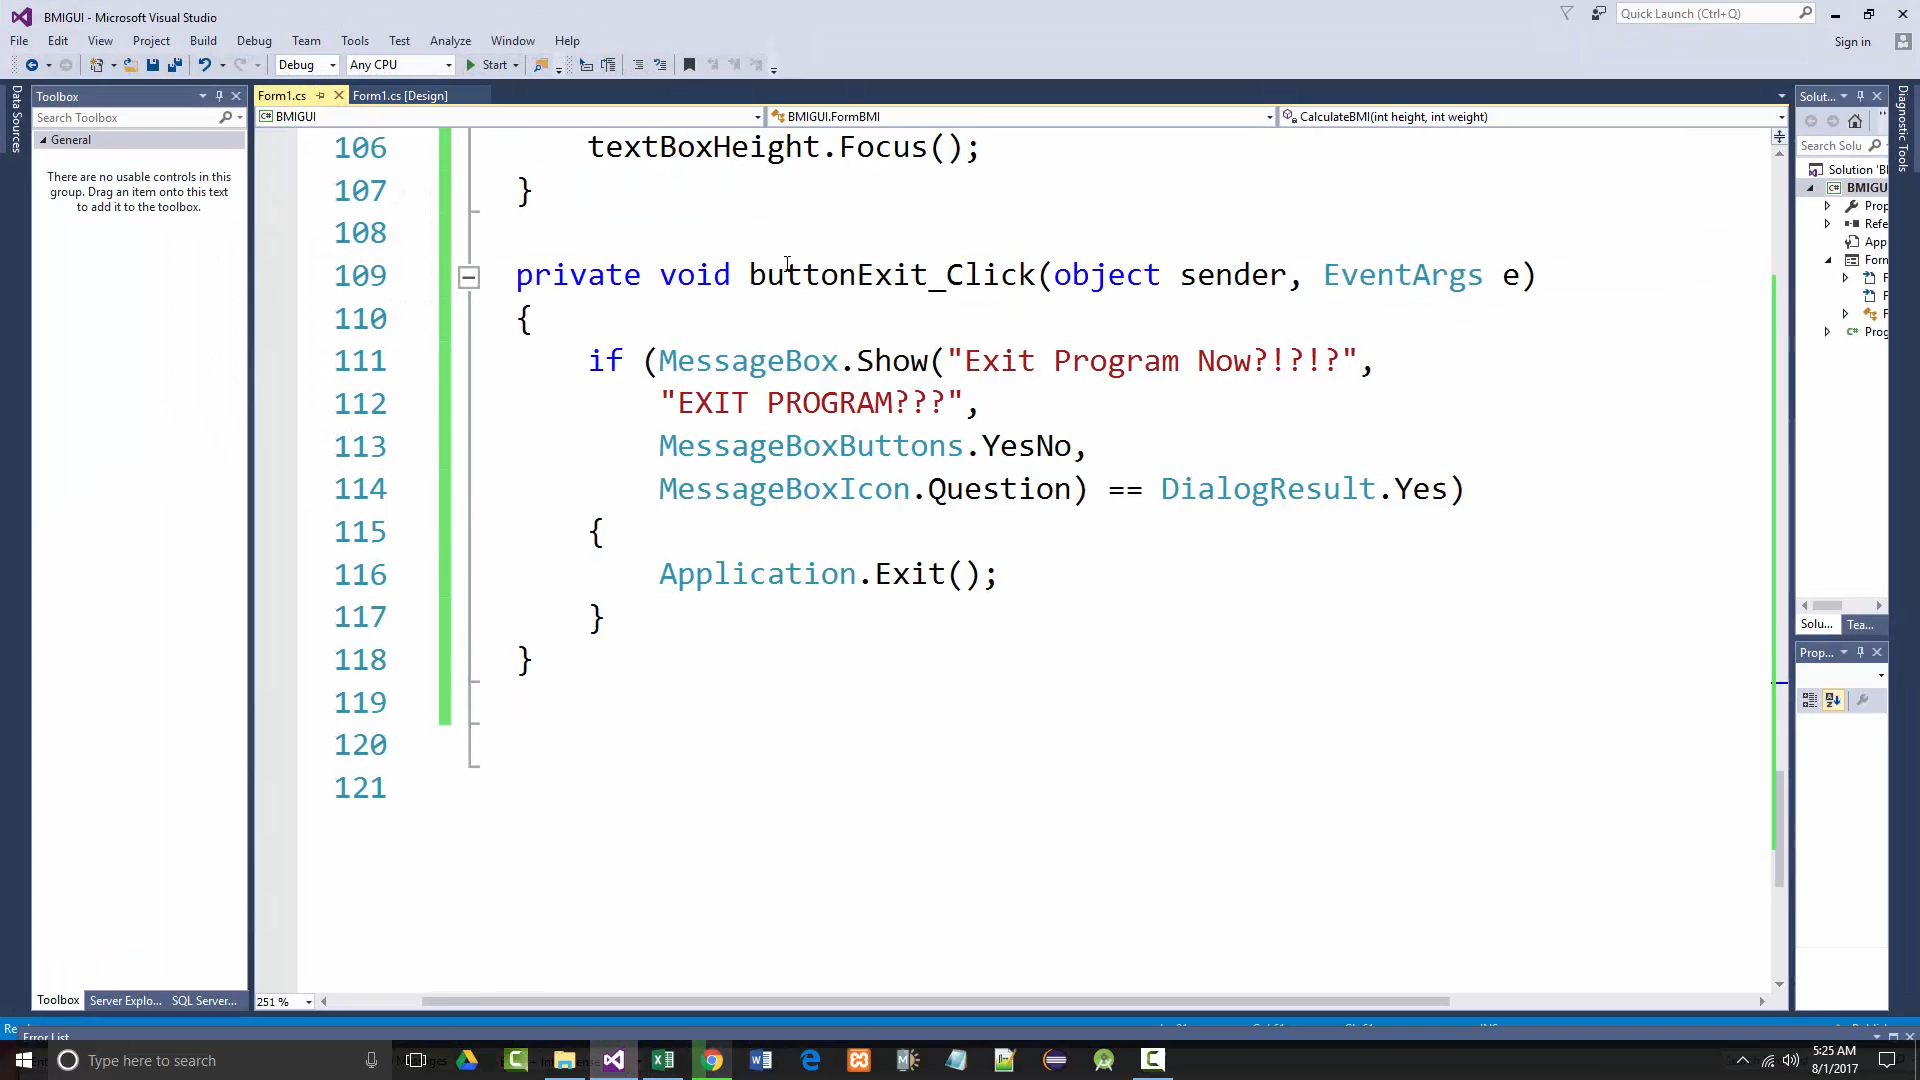 BMIGUI - Microsoft Visual Studio
Quick Launch (Ctrl+Q)
File Edit View Project Build Debug Team Tools Test Analyze Window Help
Sign in
Debug Any CPU Start
Data Sources
Toolbox
Search Toolbox
General
There are no usable controls in this
group. Drag an item onto this text
to add it to the toolbox.
Form1.cs Form1.cs [Design]
BMIGUI BMIGUI.FormBMI CalculateBMI(int height, int weight)
106 textBoxHeight.Focus();
107 }
108
109 private void buttonExit_Click(object sender, EventArgs e)
110 {
111 if (MessageBox.Show("Exit Program Now?!?!?",
112 "EXIT PROGRAM???",
113 MessageBoxButtons.YesNo,
114 MessageBoxIcon.Question) == DialogResult.Yes)
115 {
116 Application.Exit();
117 }
118 }
119
120
121
Solut...
Search Solu
Solution 'B
BMIGU
Prop
Refe
App
Forn
F
F
F
Prog
Solu... Tea...
Prop...
Diagnostic Tools
Toolbox Server Explo... SQL Server...
251 %
Error List
Type here to search
5:25 AM
8/1/2017